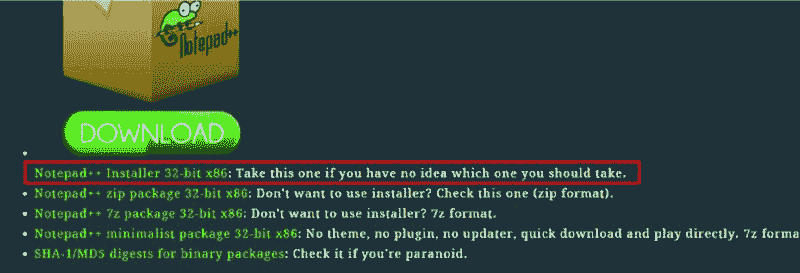 Notepad++
DOWNLOAD
Notepad++ Installer 32-bit x86: Take this one if you have no idea which one you should take.
Notepad++ zip package 32-bit x86: Don't want to use installer? Check this one (zip format).
Notepad++ 7z package 32-bit x86: Don't want to use installer? 7z format.
Notepad++ minimalist package 32-bit x86: No theme, no plugin, no updater, quick download and play directly. 7z forma
SHA-1/MD5 digests for binary packages: Check it if you're paranoid.